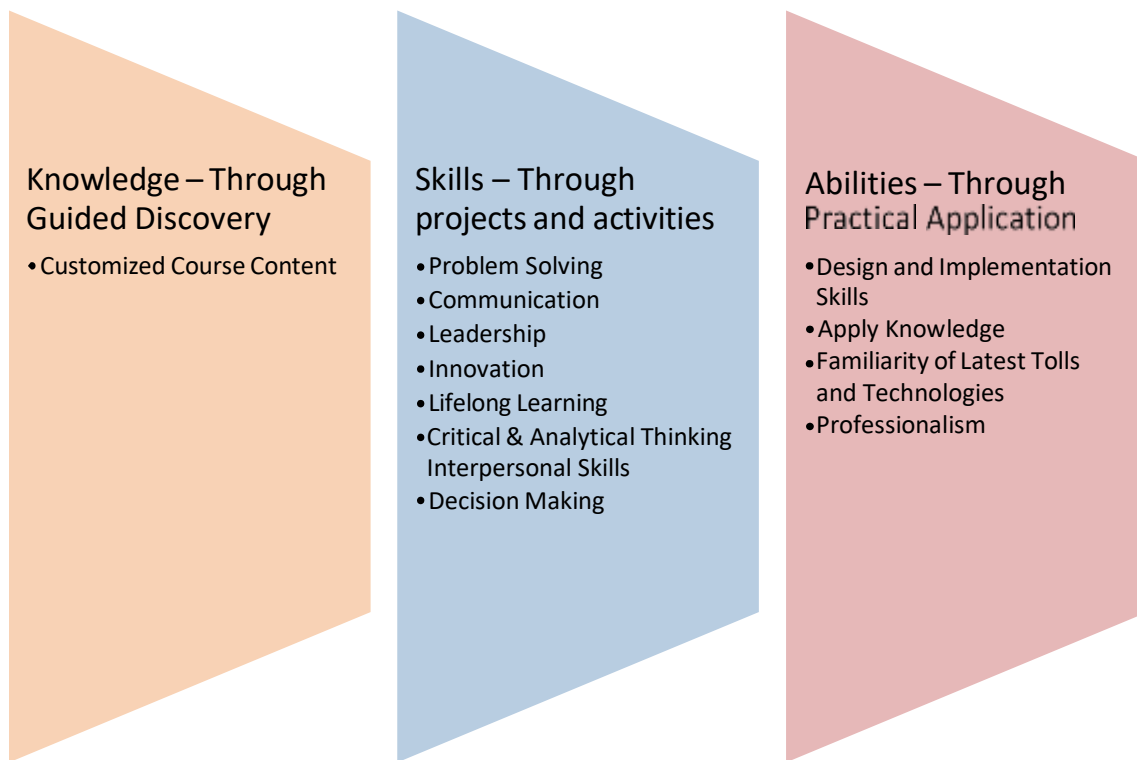 Knowledge – Through
Guided Discovery
• Customized Course Content
Skills – Through
projects and activities
• Problem Solving
• Communication
• Leadership
• Innovation
• Lifelong Learning
• Critical & Analytical Thinking
Interpersonal Skills
• Decision Making
Abilities – Through
Practical Application
• Design and Implementation
Skills
• Apply Knowledge
• Familiarity of Latest Tolls
and Technologies
• Professionalism